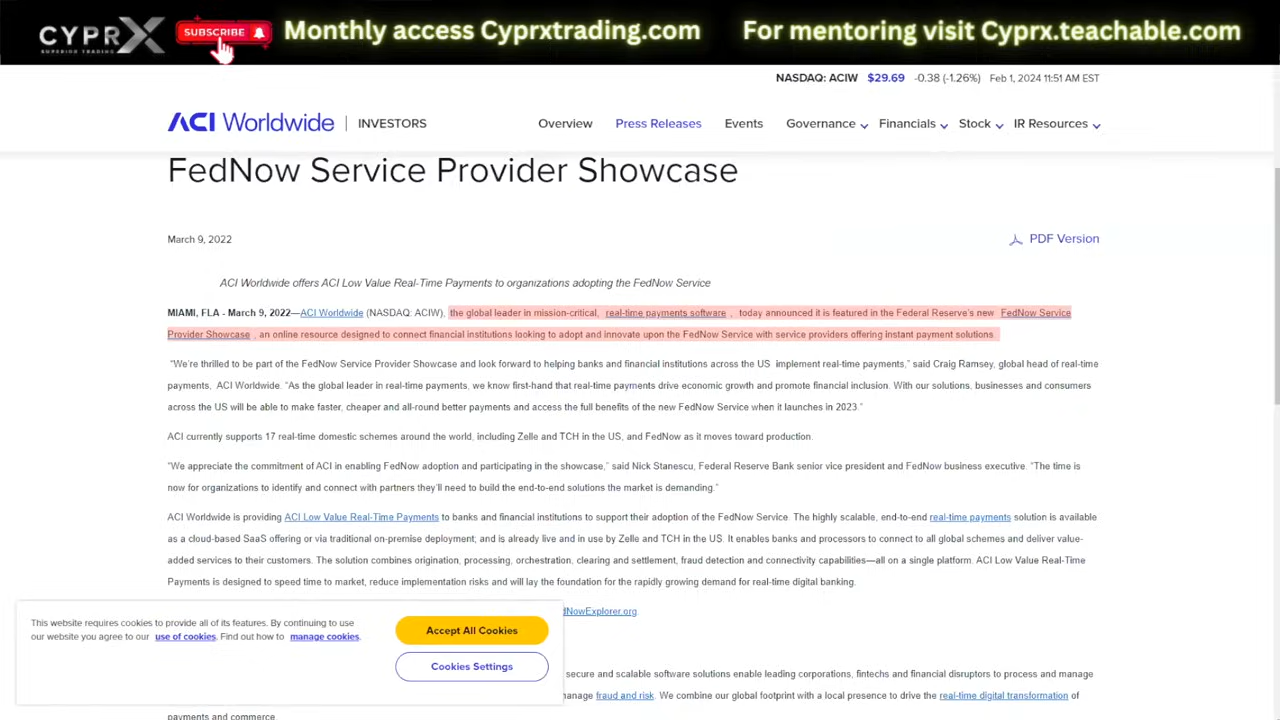 CYPRX
SUPERIOR TRADING
SUBSCRIBE
Monthly access Cyprxtrading.com
For mentoring visit Cyprx.teachable.com
NASDAQ: ACIW $29.69 -0.38 (-1.26%) Feb 1, 2024 11:51 AM EST
ACI Worldwide INVESTORS
Overview Press Releases Events Governance Financials Stock IR Resources
FedNow Service Provider Showcase
March 9, 2022
PDF Version
ACI Worldwide offers ACI Low Value Real-Time Payments to organizations adopting the FedNow Service
MIAMI, FLA - March 9, 2022—ACI Worldwide (NASDAQ: ACIW), the global leader in mission-critical, real-time payments software , today announced it is featured in the Federal Reserve's new FedNow Service
Provider Showcase , an online resource designed to connect financial institutions looking to adopt and innovate upon the FedNow Service with service providers offering instant payment solutions.
"We're thrilled to be part of the FedNow Service Provider Showcase and look forward to helping banks and financial institutions across the US implement real-time payments," said Craig Ramsey, global head of real-time
payments, ACI Worldwide. "As the global leader in real-time payments, we know first-hand that real-time payments drive economic growth and promote financial inclusion. With our solutions, businesses and consumers
across the US will be able to make faster, cheaper and all-round better payments and access the full benefits of the new FedNow Service when it launches in 2023."
ACI currently supports 17 real-time domestic schemes around the world, including Zelle and TCH in the US, and FedNow as it moves toward production.
"We appreciate the commitment of ACI in enabling FedNow adoption and participating in the showcase," said Nick Stanescu, Federal Reserve Bank senior vice president and FedNow business executive. "The time is
now for organizations to identify and connect with partners they'll need to build the end-to-end solutions the market is demanding."
ACI Worldwide is providing ACI Low Value Real-Time Payments to banks and financial institutions to support their adoption of the FedNow Service. The highly scalable, end-to-end real-time payments solution is available
as a cloud-based SaaS offering or via traditional on-premise deployment; and is already live and in use by Zelle and TCH in the US. It enables banks and processors to connect to all global schemes and deliver value-
added services to their customers. The solution combines origination, processing, orchestration, clearing and settlement, fraud detection and connectivity capabilities—all on a single platform. ACI Low Value Real-Time
Payments is designed to speed time to market, reduce implementation risks and will lay the foundation for the rapidly growing demand for real-time digital banking.
dNowExplorer.org.
This website requires cookies to provide all of its features. By continuing to
use our website you agree to our use of cookies. Find out how to manage cookies.
Accept All Cookies
Cookies Settings
secure and scalable software solutions enable leading corporations, fintechs and financial disruptors to process and manage
manage fraud and risk. We combine our global footprint with a local presence to drive the real-time digital transformation of
payments and commerce.